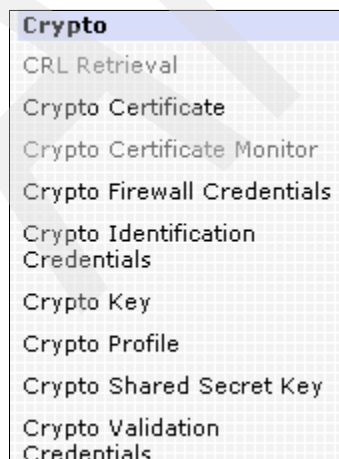 Crypto
CRL Retrieval
Crypto Certificate
Crypto Certificate Monitor
Crypto Firewall Credentials
Crypto Identification
Credentials
Crypto Key
Crypto Profile
Crypto Shared Secret Key
Crypto Validation
Credentials